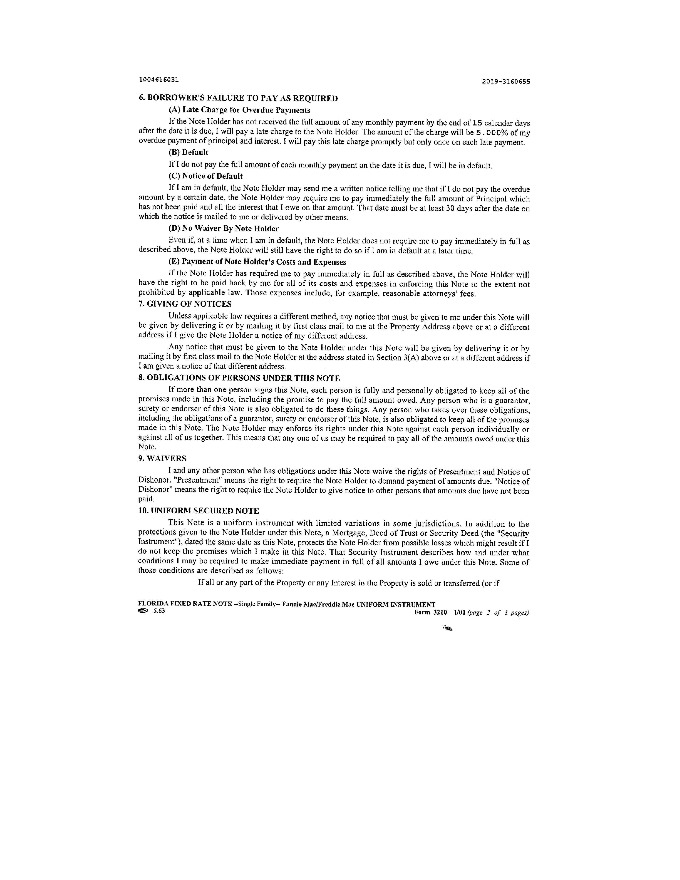 1004616031 2019-3160655
6. BORROWER'S FAILURE TO PAY AS REQUIRED
(A) Late Charge for Overdue Payments
If the Note Holder has not received the full amount of any monthly payment by the end of 15 calendar days
after the date it is due, I will pay a late charge to the Note Holder. The amount of the charge will be 5.000% of my
overdue payment of principal and interest. I will pay this late charge promptly but only once on each late payment.
(B) Default
If I do not pay the full amount of each monthly payment on the date it is due, I will be in default.
(C) Notice of Default
If I am in default, the Note Holder may send me a written notice telling me that if I do not pay the overdue
amount by a certain date, the Note Holder may require me to pay immediately the full amount of Principal which
has not been paid and all the interest that I owe on that amount. That date must be at least 30 days after the date on
which the notice is mailed to me or delivered by other means.
(D) No Waiver By Note Holder
Even if, at a time when I am in default, the Note Holder does not require me to pay immediately in full as
described above, the Note Holder will still have the right to do so if I am in default at a later time.
(E) Payment of Note Holder's Costs and Expenses
If the Note Holder has required me to pay immediately in full as described above, the Note Holder will
have the right to be paid back by me for all of its costs and expenses in enforcing this Note to the extent not
prohibited by applicable law. Those expenses include, for example, reasonable attorneys' fees.
7. GIVING OF NOTICES
Unless applicable law requires a different method, any notice that must be given to me under this Note will
be given by delivering it or by mailing it by first class mail to me at the Property Address above or at a different
address if I give the Note Holder a notice of my different address.
Any notice that must be given to the Note Holder under this Note will be given by delivering it or by
mailing it by first class mail to the Note Holder at the address stated in Section 3(A) above or at a different address if
I am given a notice of that different address.
8. OBLIGATIONS OF PERSONS UNDER THIS NOTE
If more than one person signs this Note, each person is fully and personally obligated to keep all of the
promises made in this Note, including the promise to pay the full amount owed. Any person who is a guarantor,
surety or endorser of this Note is also obligated to do these things. Any person who takes over these obligations,
including the obligations of a guarantor, surety or endorser of this Note, is also obligated to keep all of the promises
made in this Note. The Note Holder may enforce its rights under this Note against each person individually or
against all of us together. This means that any one of us may be required to pay all of the amounts owed under this
Note.
9. WAIVERS
I and any other person who has obligations under this Note waive the rights of Presentment and Notice of
Dishonor. "Presentment" means the right to require the Note Holder to demand payment of amounts due. "Notice of
Dishonor" means the right to require the Note Holder to give notice to other persons that amounts due have not been
paid.
10. UNIFORM SECURED NOTE
This Note is a uniform instrument with limited variations in some jurisdictions. In addition to the
protections given to the Note Holder under this Note, a Mortgage, Deed of Trust or Security Deed (the "Security
Instrument"), dated the same date as this Note, protects the Note Holder from possible losses which might result if I
do not keep the promises which I make in this Note. That Security Instrument describes how and under what
conditions I may be required to make immediate payment in full of all amounts I owe under this Note. Some of
those conditions are described as follows:
If all or any part of the Property or any Interest in the Property is sold or transferred (or if
FLORIDA FIXED RATE NOTE --Single Family-- Fannie Mae/Freddie Mac UNIFORM INSTRUMENT
Form 3210 1/01 (page 2 of 3 pages)